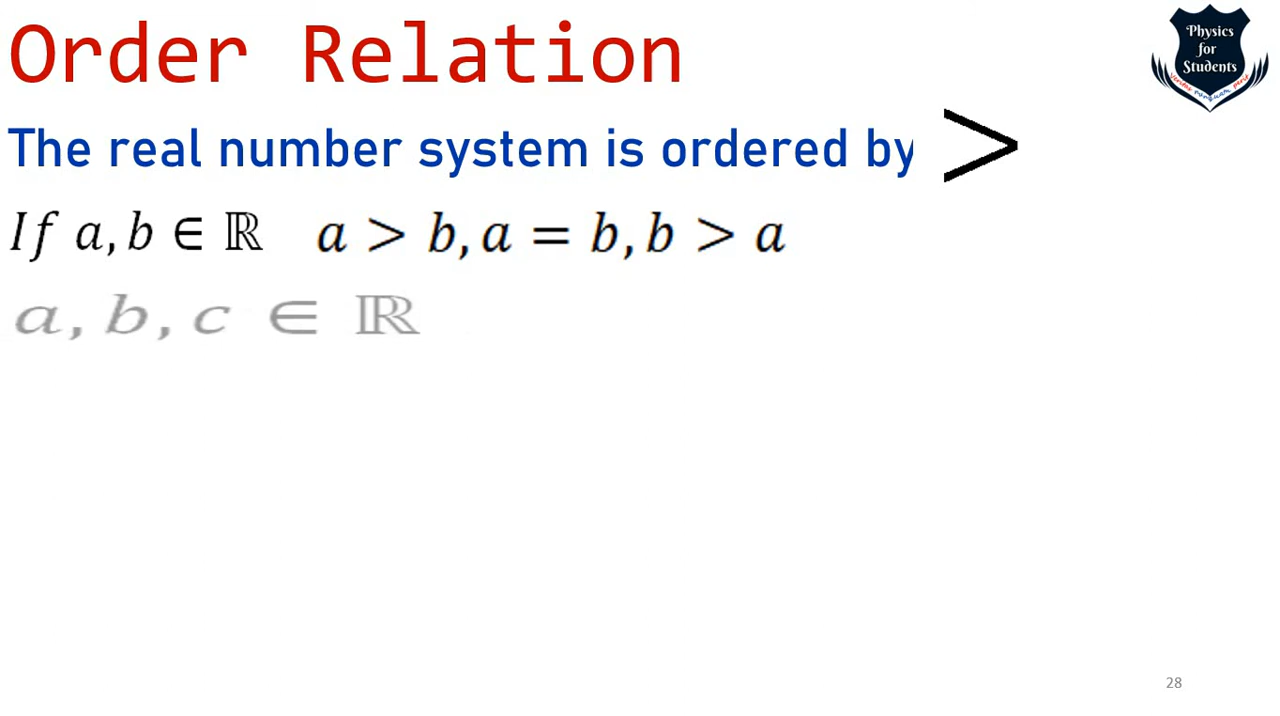 Order Relation
Physics
for
Students
The real number system is ordered by >
If a, b ∈ ℝ a > b, a = b, b > a
a, b, c ∈ ℝ
28